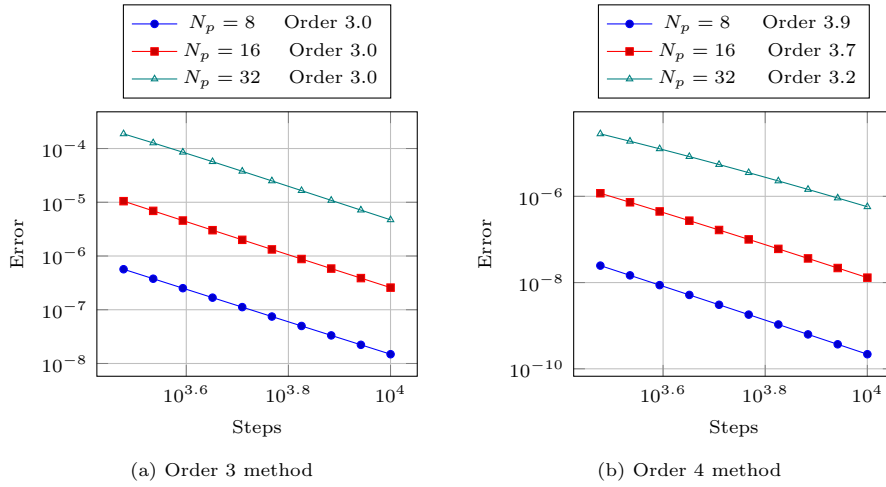 N_p = 8 Order 3.0
N_p = 16 Order 3.0
N_p = 32 Order 3.0
10^−4
10^−5
10^−6
10^−7
10^−8
Error
10^3.6
10^3.8
10^4
Steps
(a) Order 3 method
N_p = 8 Order 3.9
N_p = 16 Order 3.7
N_p = 32 Order 3.2
10^−6
10^−8
10^−10
Error
10^3.6
10^3.8
10^4
Steps
(b) Order 4 method